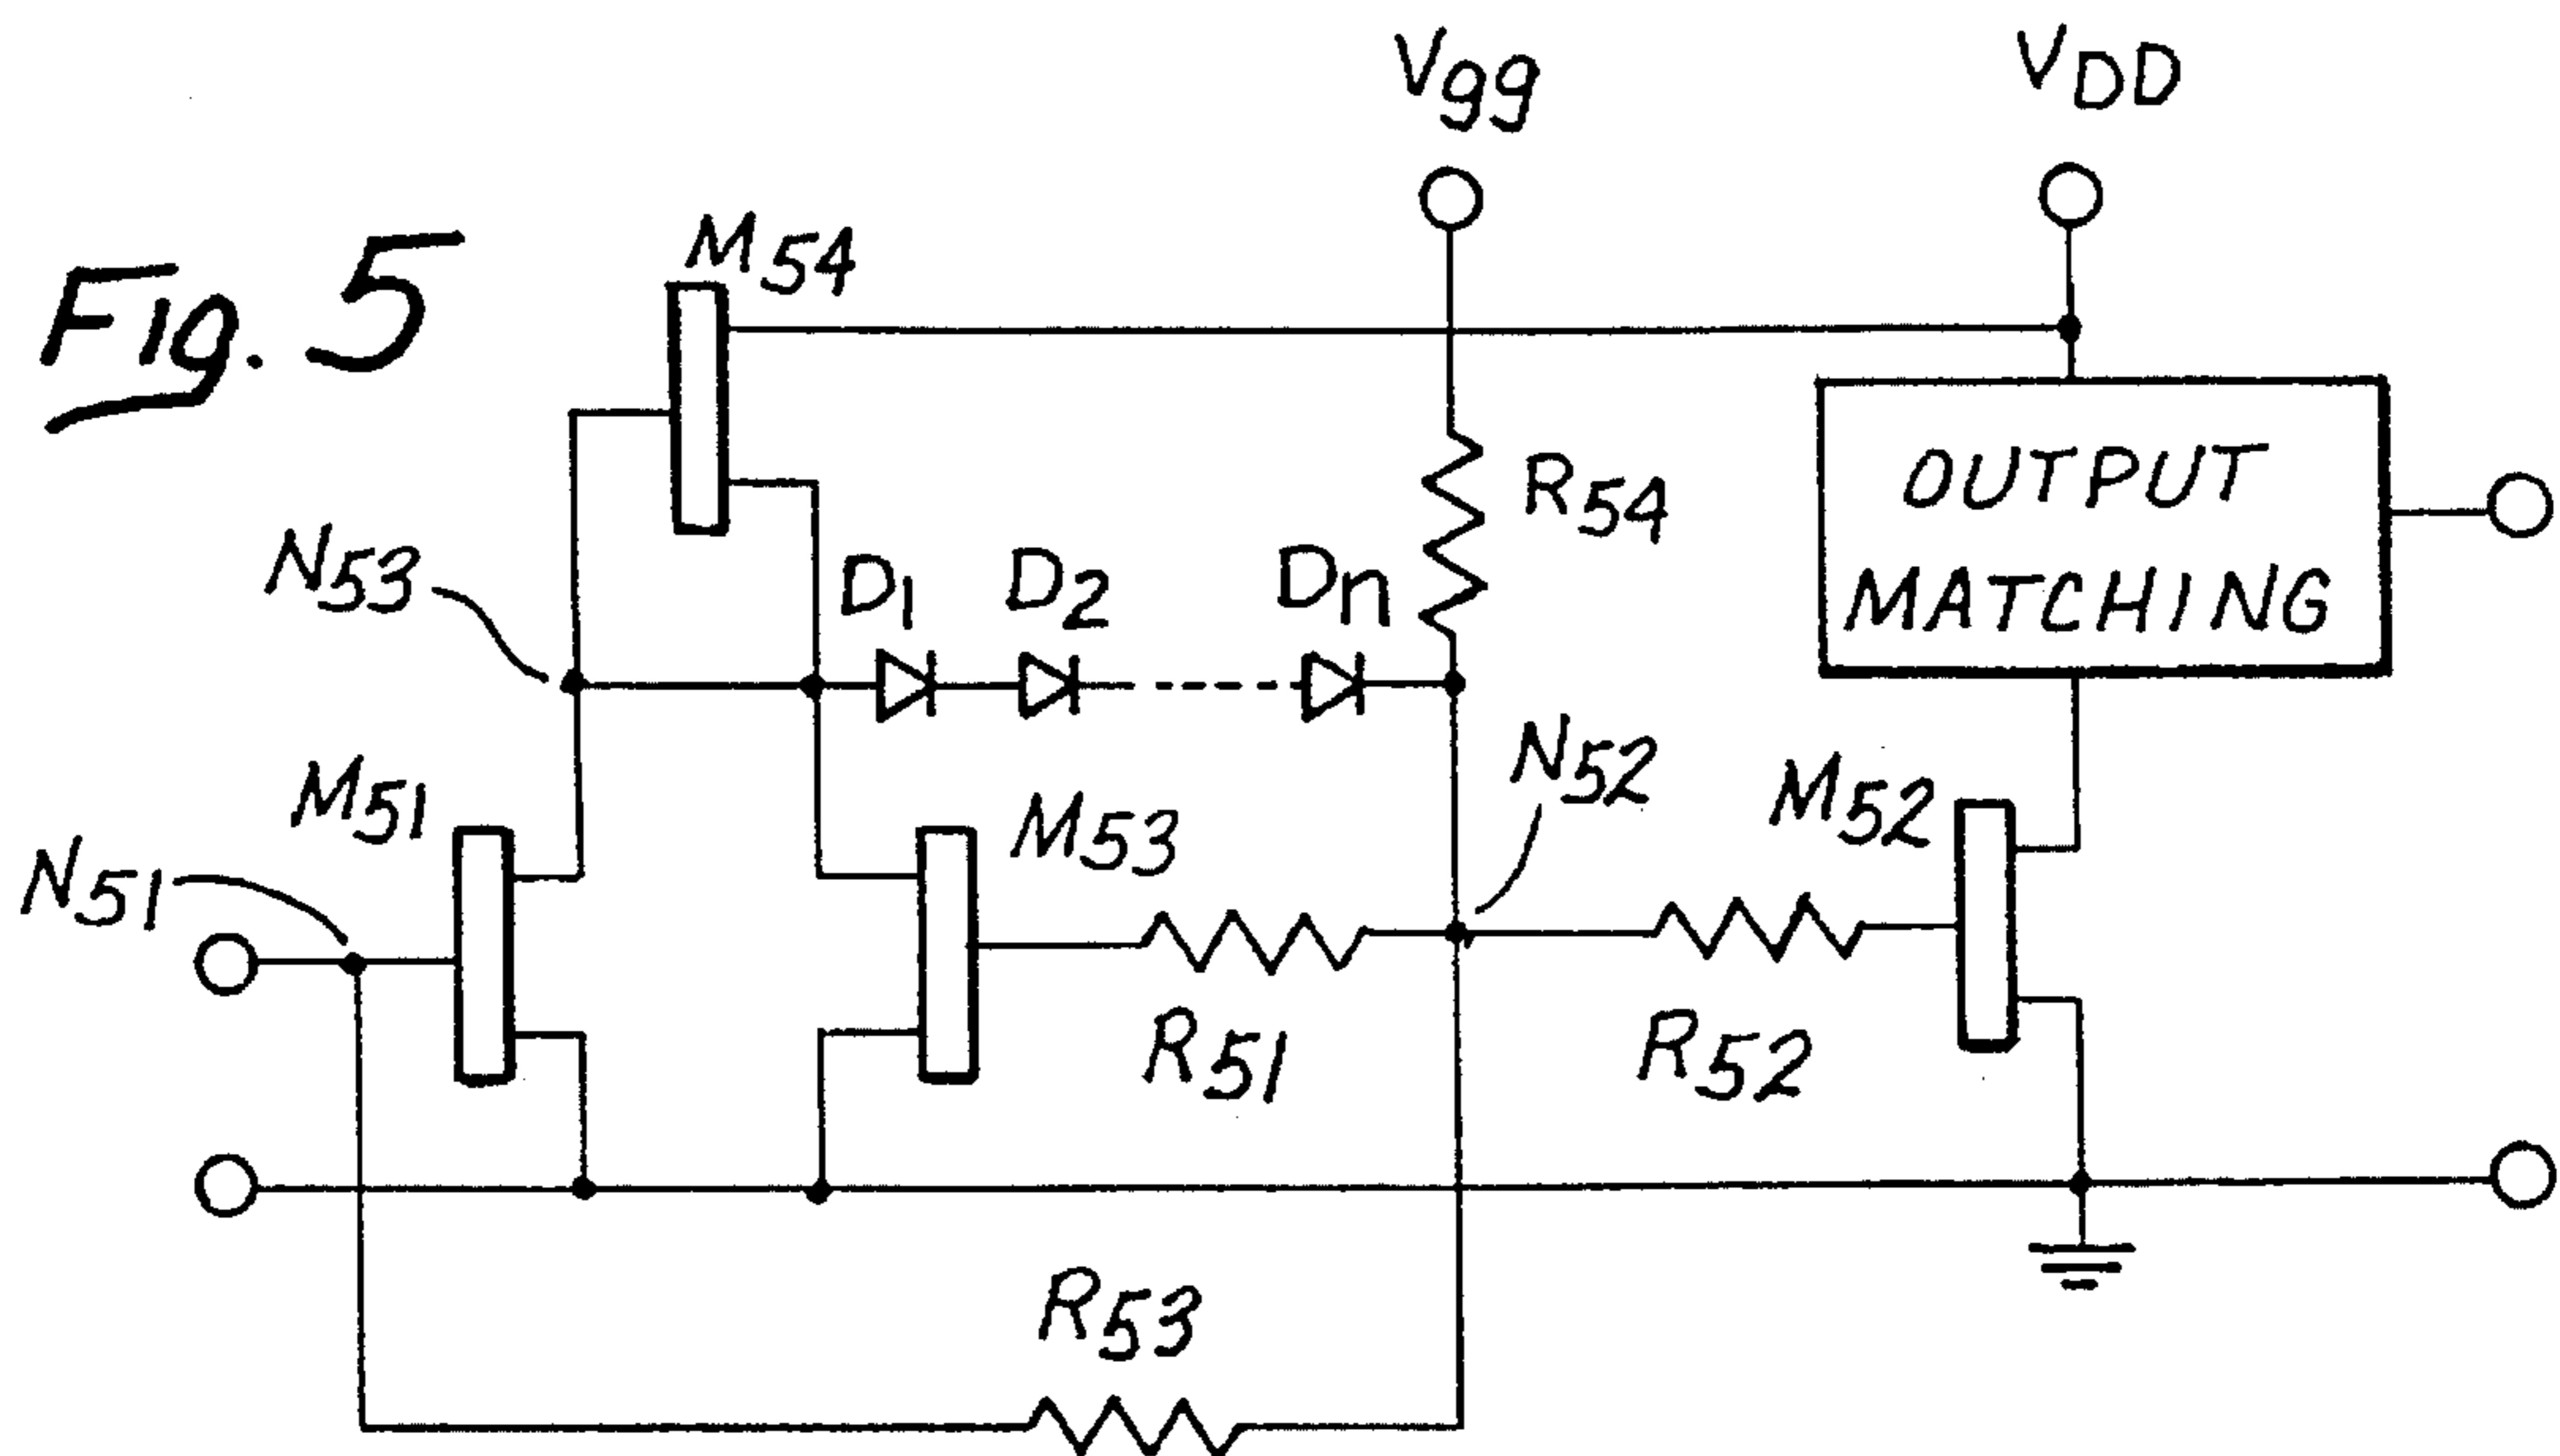 Fig. 5
Vgg
VDD
M54
R54
OUTPUT
MATCHING
N53
D1
D2
Dn
N52
M51
M53
M52
N51
R51
R52
R53